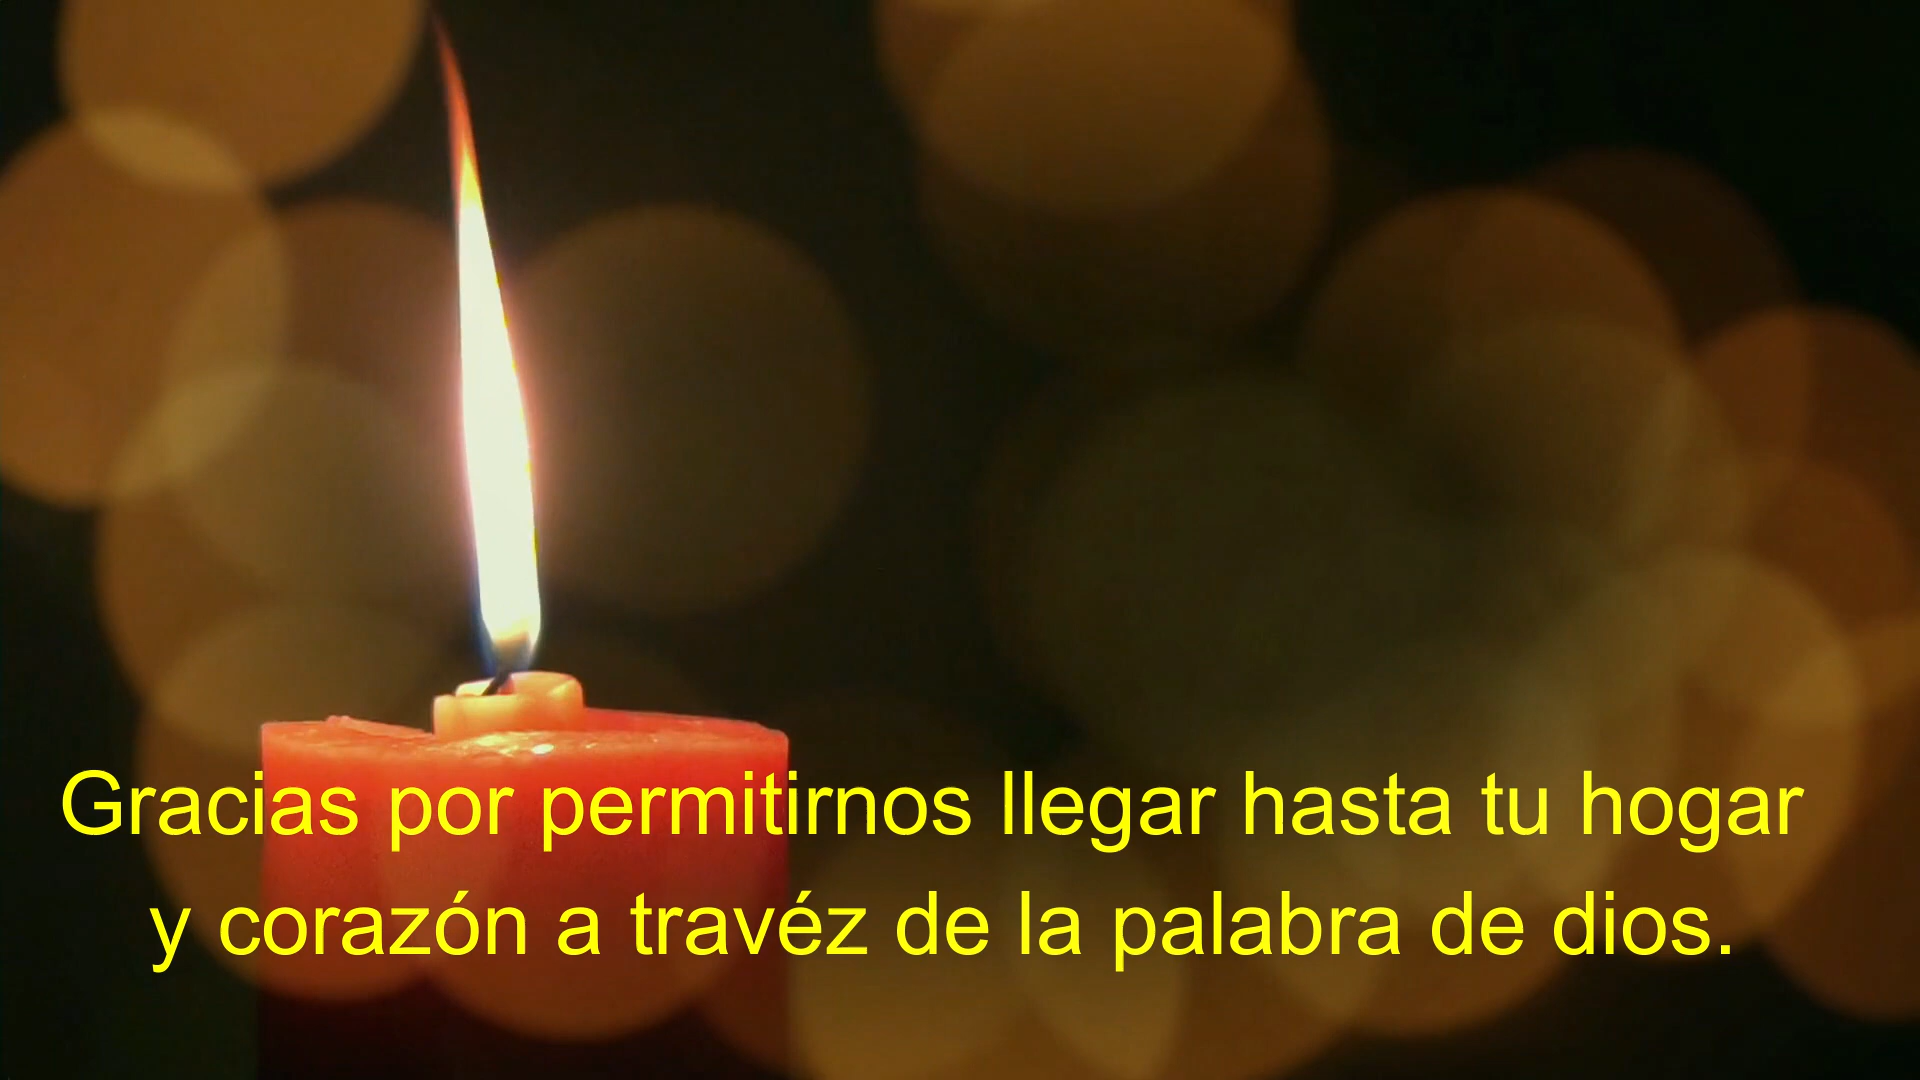 Gracias por permitirnos llegar hasta tu hogar
y corazón a travéz de la palabra de dios.